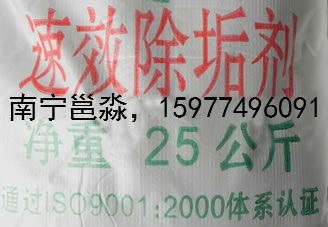 速效除垢剂
南宁邕淼，15977496091
净重 25公斤
通过ISO9001:2000体系认证